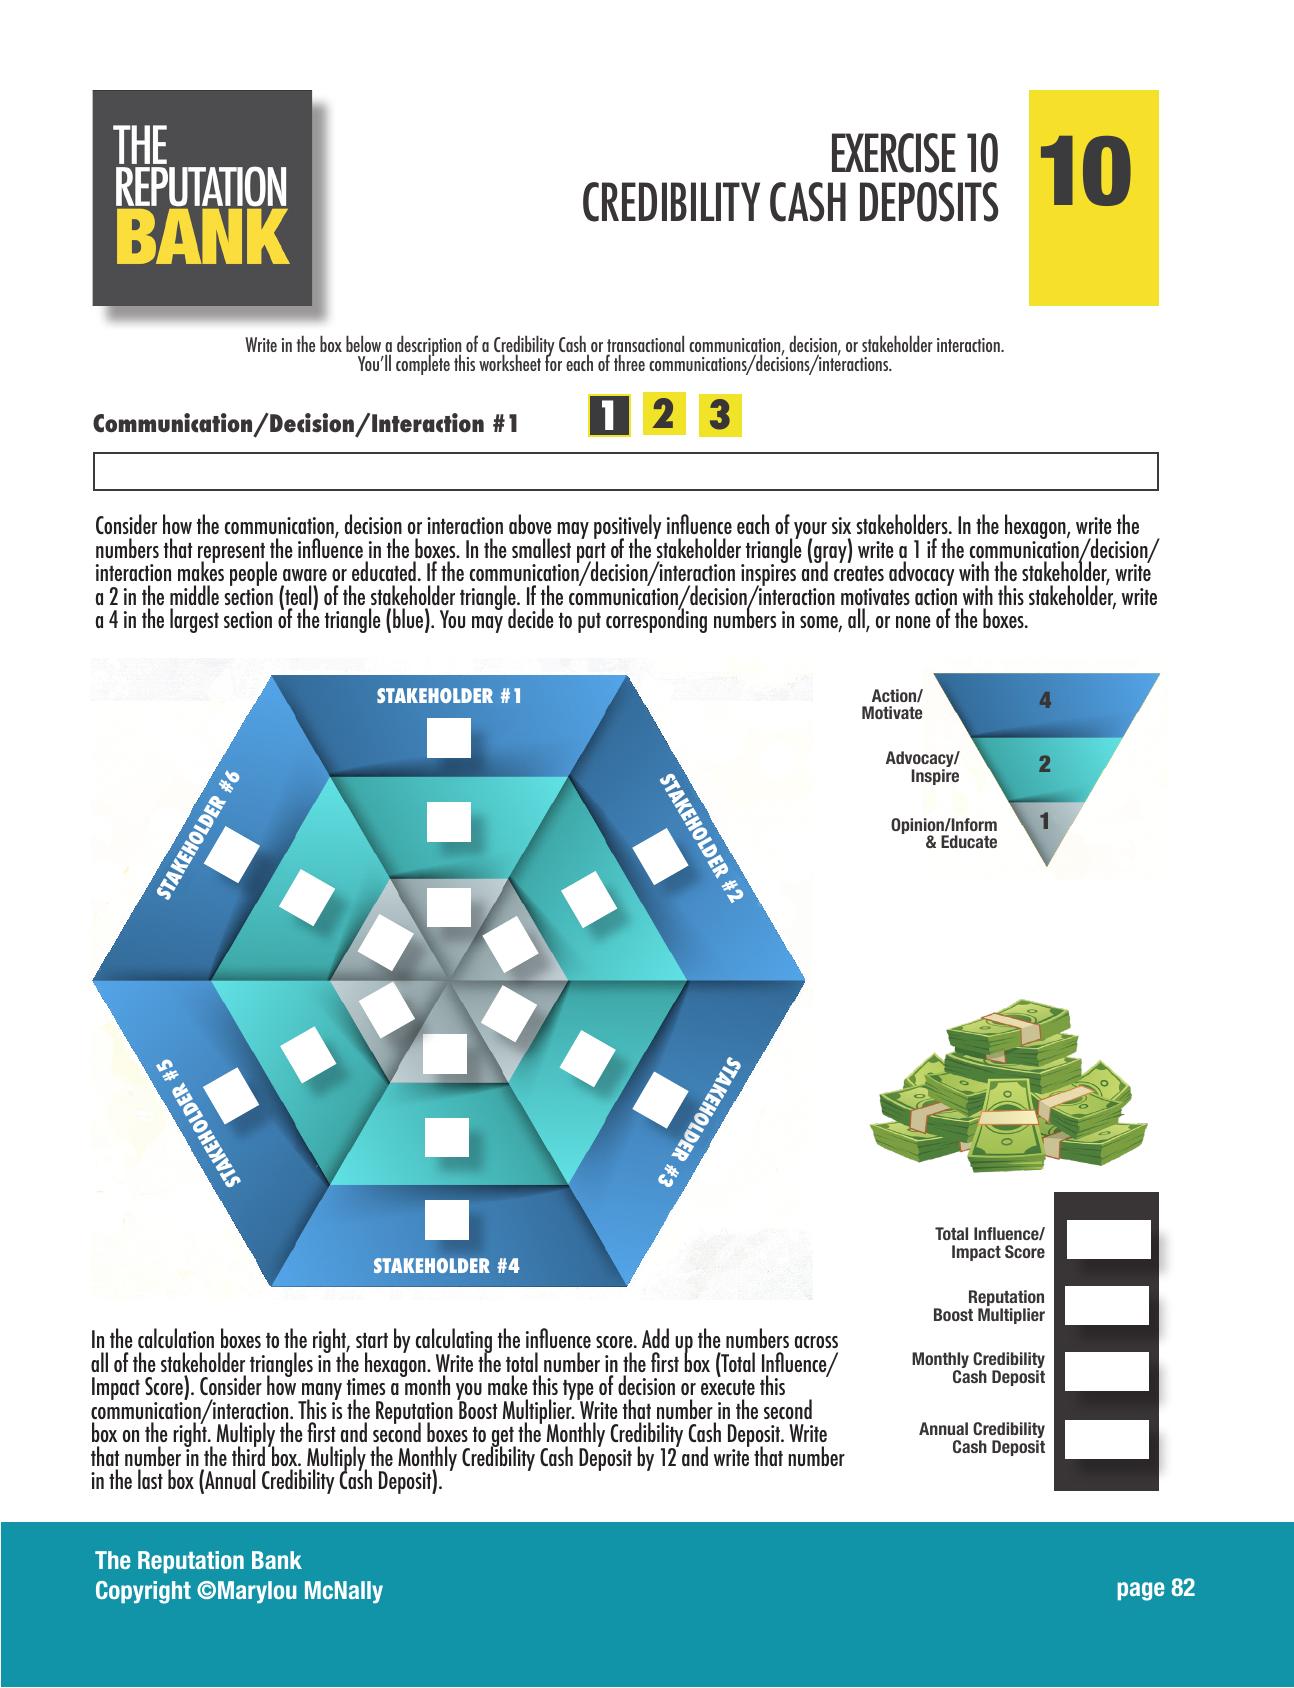 THE
REPUTATION
BANK
EXERCISE 10
CREDIBILITY CASH DEPOSITS
10
Write in the box below a description of a Credibility Cash or transactional communication, decision, or stakeholder interaction.
You'll complete this worksheet for each of three communications/decisions/interactions.
Communication/Decision/Interaction #1
1 2 3
Consider how the communication, decision or interaction above may positively influence each of your six stakeholders. In the hexagon, write the
numbers that represent the influence in the boxes. In the smallest part of the stakeholder triangle (gray) write a 1 if the communication/decision/
interaction makes people aware or educated. If the communication/decision/interaction inspires and creates advocacy with the stakeholder, write
a 2 in the middle section (teal) of the stakeholder triangle. If the communication/decision/interaction motivates action with this stakeholder, write
a 4 in the largest section of the triangle (blue). You may decide to put corresponding numbers in some, all, or none of the boxes.
STAKEHOLDER #1
STAKEHOLDER #2
STAKEHOLDER #3
STAKEHOLDER #4
STAKEHOLDER #5
STAKEHOLDER #6
Action/
Motivate
4
Advocacy/
Inspire
2
Opinion/Inform
& Educate
1
Total Influence/
Impact Score
Reputation
Boost Multiplier
Monthly Credibility
Cash Deposit
Annual Credibility
Cash Deposit
In the calculation boxes to the right, start by calculating the influence score. Add up the numbers across
all of the stakeholder triangles in the hexagon. Write the total number in the first box (Total Influence/
Impact Score). Consider how many times a month you make this type of decision or execute this
communication/interaction. This is the Reputation Boost Multiplier. Write that number in the second
box on the right. Multiply the first and second boxes to get the Monthly Credibility Cash Deposit. Write
that number in the third box. Multiply the Monthly Credibility Cash Deposit by 12 and write that number
in the last box (Annual Credibility Cash Deposit).
The Reputation Bank
Copyright ©Marylou McNally
page 82